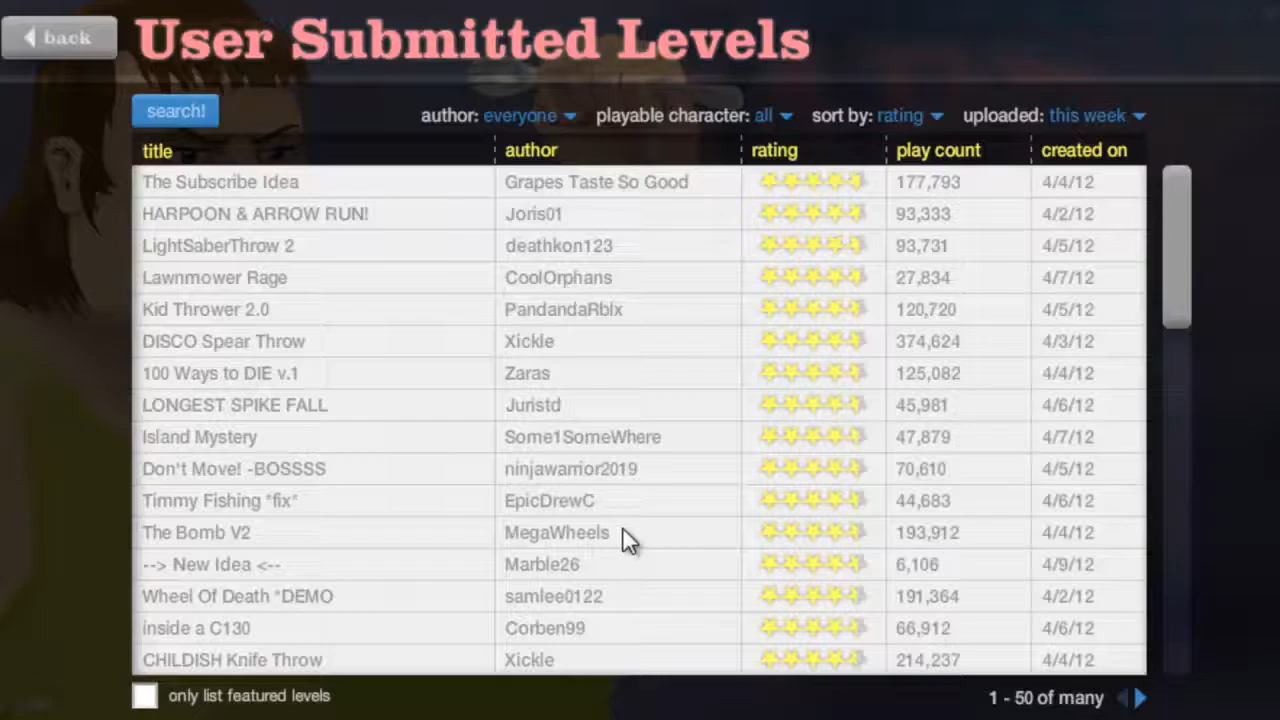 back
User Submitted Levels
search!
author: everyone playable character: all sort by: rating uploaded: this week
title author rating play count created on
The Subscribe Idea Grapes Taste So Good 177,793 4/4/12
HARPOON & ARROW RUN! Joris01 93,333 4/2/12
LightSaberThrow 2 deathkon123 93,731 4/5/12
Lawnmower Rage CoolOrphans 27,834 4/7/12
Kid Thrower 2.0 PandandaRblx 120,720 4/5/12
DISCO Spear Throw Xickle 374,624 4/3/12
100 Ways to DIE v.1 Zaras 125,082 4/4/12
LONGEST SPIKE FALL Juristd 45,981 4/6/12
Island Mystery Some1SomeWhere 47,879 4/7/12
Don't Move! -BOSSSS ninjawarrior2019 70,610 4/5/12
Timmy Fishing *fix* EpicDrewC 44,683 4/6/12
The Bomb V2 MegaWheels 193,912 4/4/12
--> New Idea <-- Marble26 6,106 4/9/12
Wheel Of Death *DEMO samlee0122 191,364 4/2/12
inside a C130 Corben99 66,912 4/6/12
CHILDISH Knife Throw Xickle 214,237 4/4/12
only list featured levels 1 - 50 of many